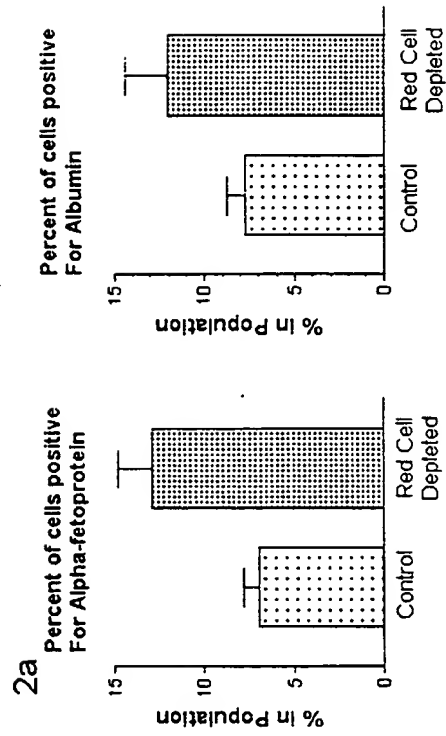 2a
Percent of cells positive
For Alpha-fetoprotein
% in Population
15
10
5
0
Control
Red Cell
Depleted
Percent of cells positive
For Albumin
% in Population
15
10
5
0
Control
Red Cell
Depleted